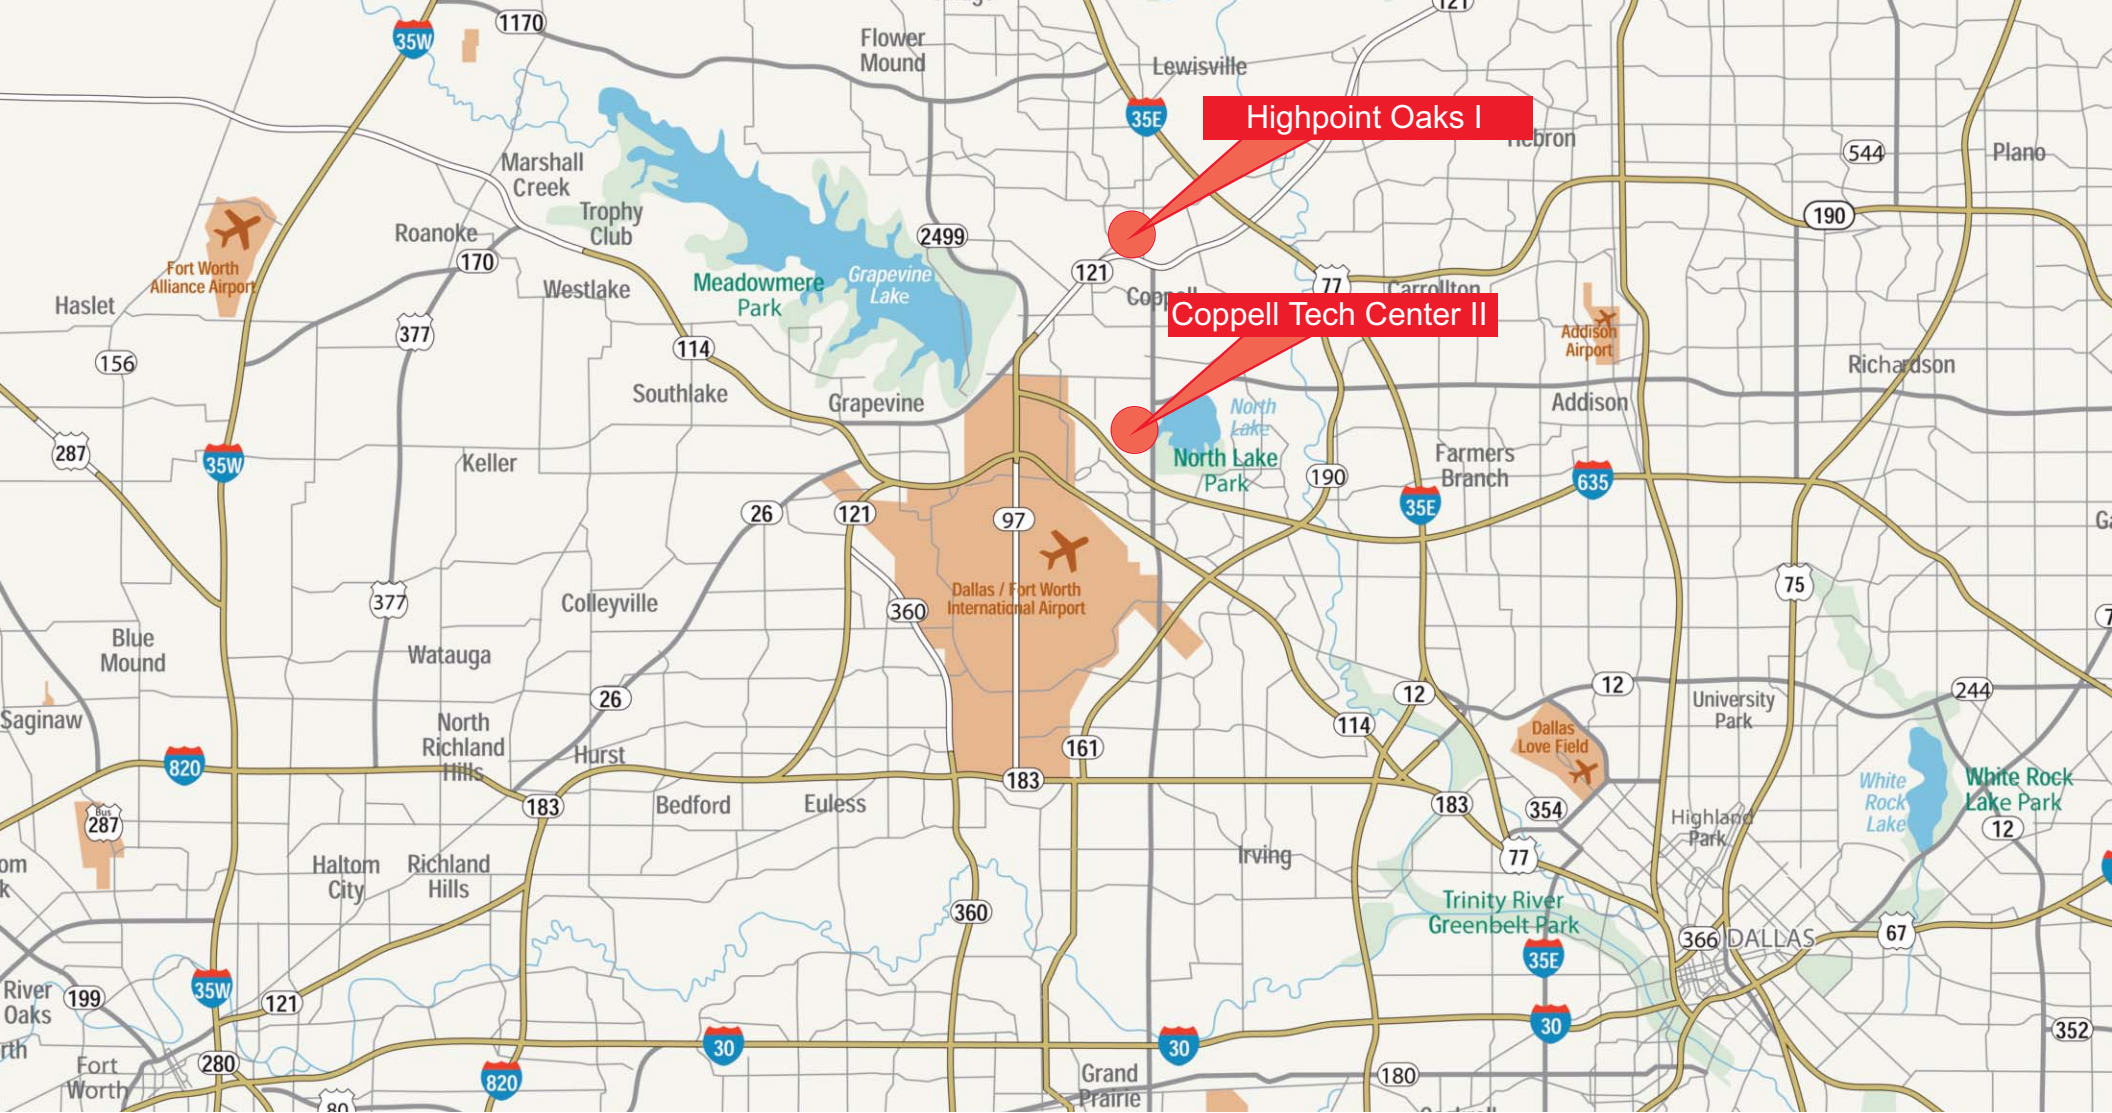 121
1170
35W
Flower
Mound
Lewisville
35E
Highpoint Oaks I
544
Plano
Marshall
Creek
Trophy
Club
Roanoke
170
2499
190
Fort Worth
Alliance Airport
Haslet
Westlake
Meadowmere
Park
Grapevine
Lake
121
77
Carrollton
Coppell Tech Center II
377
156
114
Addison
Airport
Richardson
Southlake
Grapevine
North
Lake
Addison
287
35W
Keller
North Lake
Park
190
Farmers
Branch
635
35E
26
121
97
Dallas / Fort Worth
International Airport
75
377
Colleyville
360
Blue
Mound
Watauga
26
12
12
244
University
Park
Saginaw
North
Richland
Hills
Hurst
114
161
Dallas
Love Field
820
183
183
Bedford
Euless
183
354
White
Rock
Lake
White Rock
Lake Park
12
Bus
287
Highland
Park
77
Irving
Haltom
City
Richland
Hills
360
Trinity River
Greenbelt Park
366
DALLAS
67
35E
River
Oaks
199
35W
121
30
30
30
352
Fort
Worth
280
820
80
Grand
Prairie
180